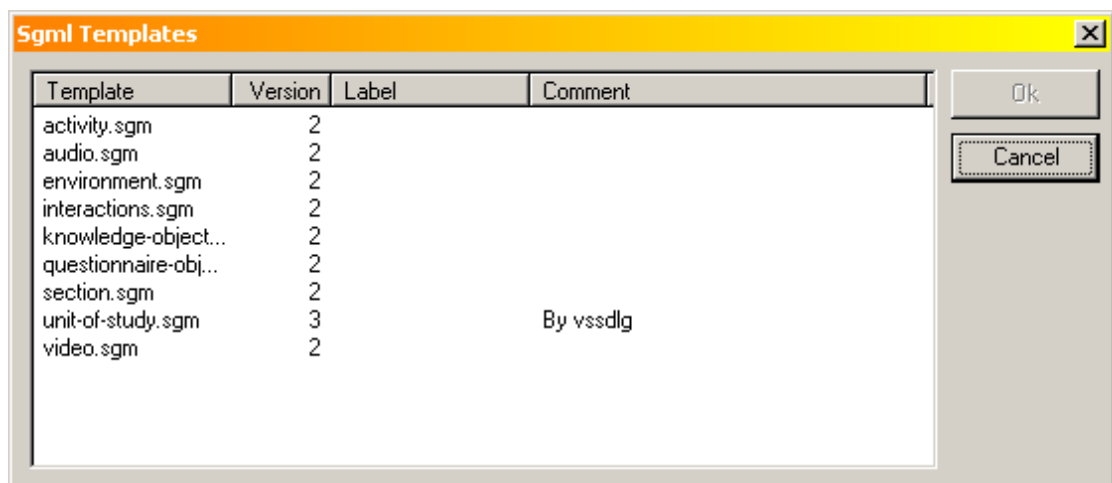 Sgml Templates
Template Version Label Comment
Ok
activity.sgm 2
audio.sgm 2
Cancel
environment.sgm 2
interactions.sgm 2
knowledge-object... 2
questionnaire-obj... 2
section.sgm 2
unit-of-study.sgm 3 By vssdlg
video.sgm 2